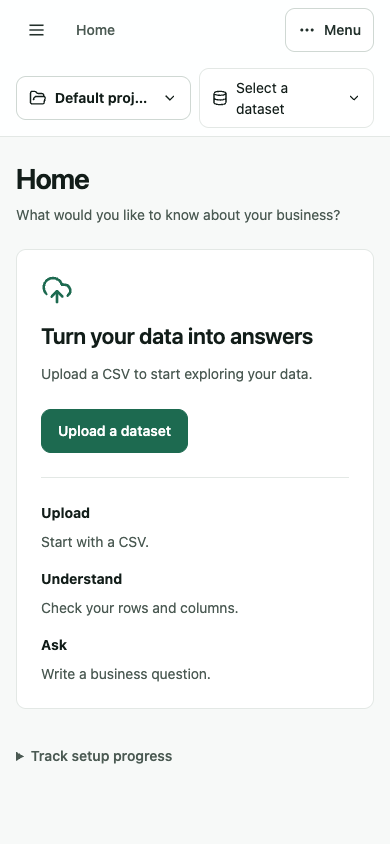 Home
Menu
Default proj...
Select a
dataset
Home
What would you like to know about your business?
Turn your data into answers
Upload a CSV to start exploring your data.
Upload a dataset
Upload
Start with a CSV.
Understand
Check your rows and columns.
Ask
Write a business question.
Track setup progress